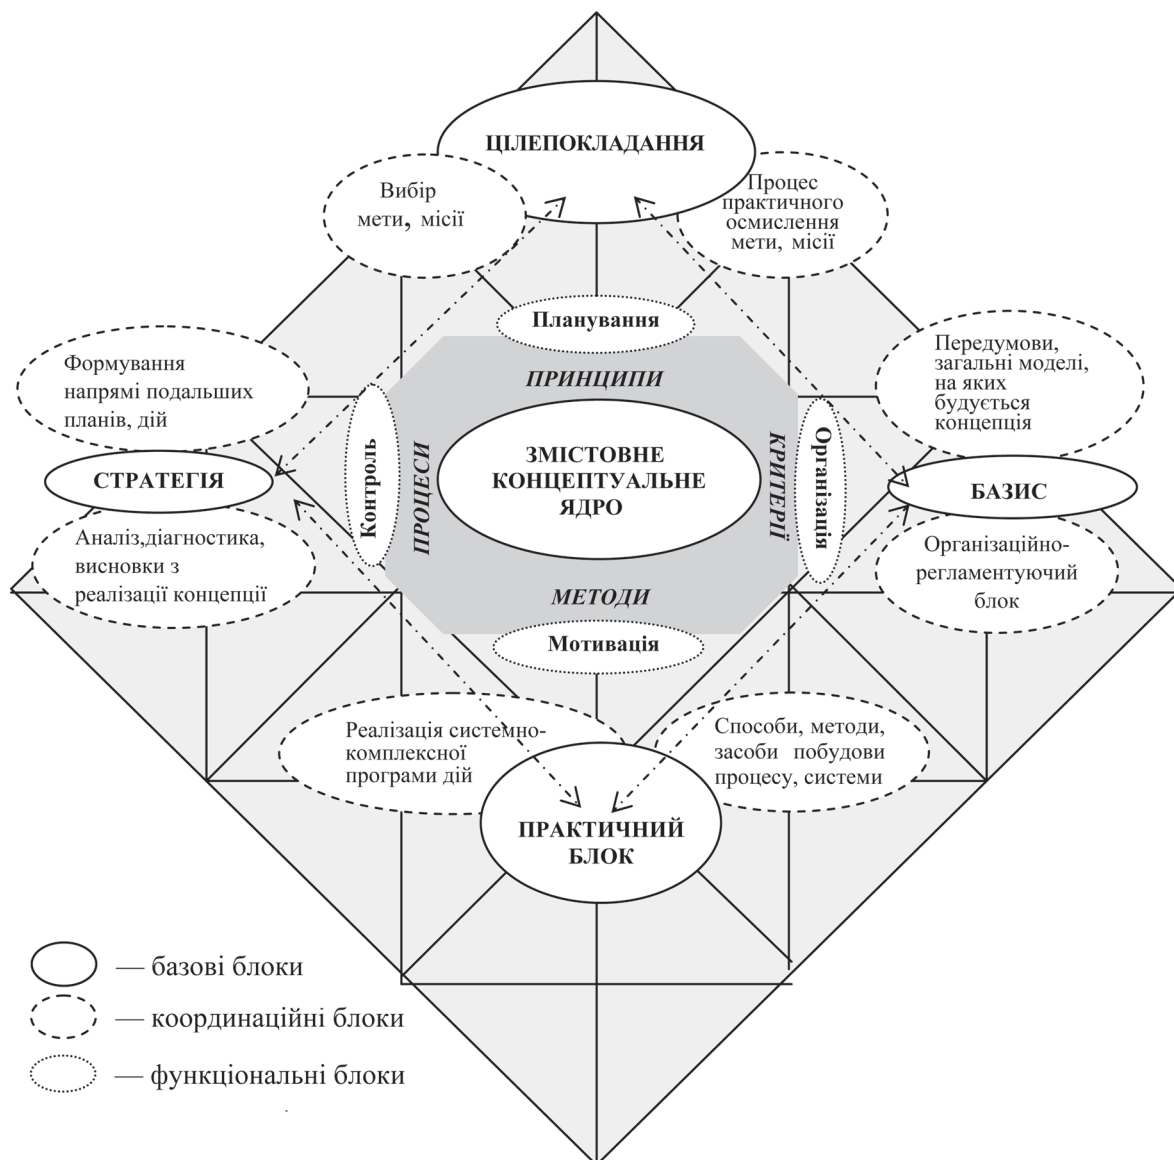 ЦІЛЕПОКЛАДАННЯ
Вибір
мети, місії
Процес
практичного
осмислення
мети, місії
Планування
Формування
напрямі подальших
планів, дій
Передумови,
загальні моделі,
на яких
будується
концепція
ПРИНЦИПИ
СТРАТЕГІЯ
Контроль
ПРОЦЕСИ
ЗМІСТОВНЕ
КОНЦЕПТУАЛЬНЕ
ЯДРО
КРИТЕРІЇ
Організація
БАЗИС
Аналіз,діагностика,
висновки з
реалізації концепції
Організаційно-
регламентуючий
блок
МЕТОДИ
Мотивація
Реалізація системно-
комплексної
програми дій
Способи, методи,
засоби побудови
процесу, системи
ПРАКТИЧНИЙ
БЛОК
— базові блоки
— координаційні блоки
— функціональні блоки